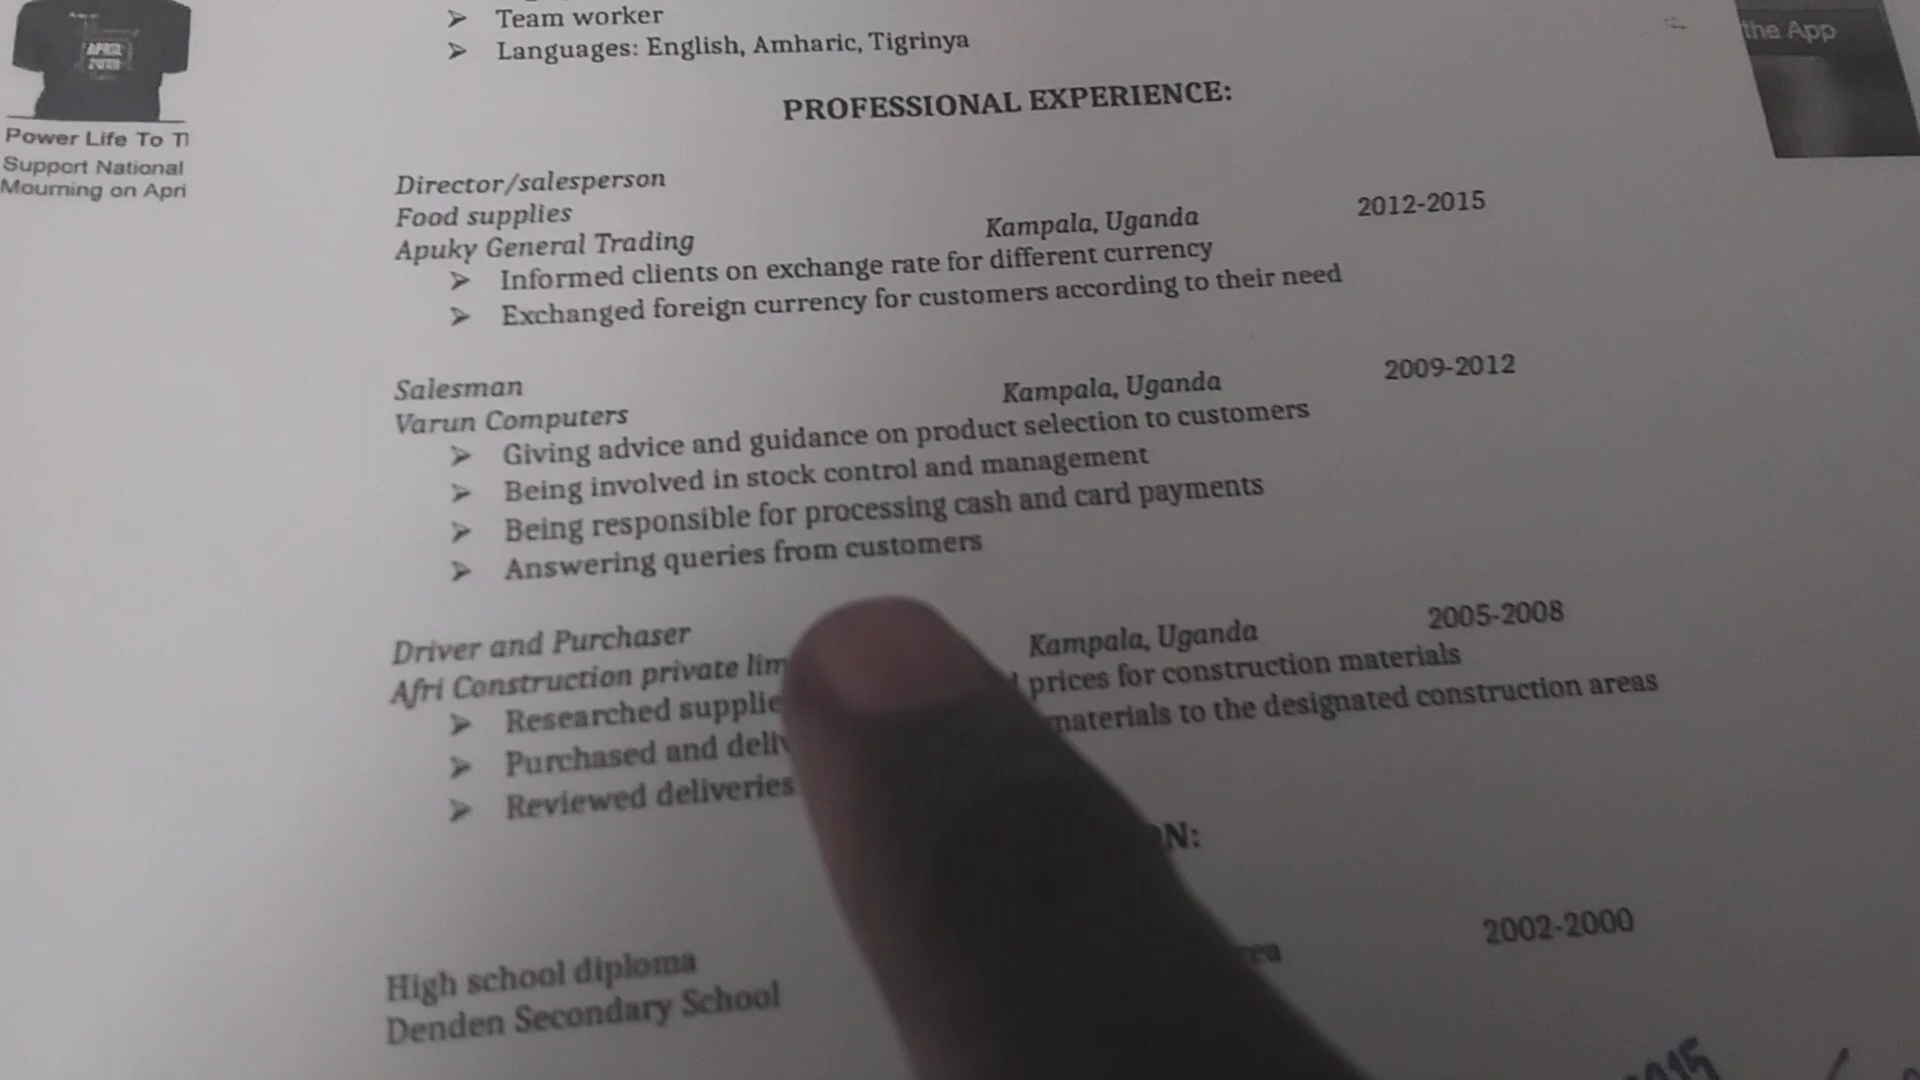 Team worker
Languages: English, Amharic, Tigrinya
the App
APRIL
Power Life To
Support National
Mourning on Apri
PROFESSIONAL EXPERIENCE:
Director/salesperson
Food supplies
Apuky General Trading Kampala, Uganda 2012-2015
Informed clients on exchange rate for different currency
Exchanged foreign currency for customers according to their need
Salesman
Varun Computers Kampala, Uganda 2009-2012
Giving advice and guidance on product selection to customers
Being involved in stock control and management
Being responsible for processing cash and card payments
Answering queries from customers
Driver and Purchaser
Afri Construction private lim Kampala, Uganda 2005-2008
Researched supplie prices for construction materials
Purchased and deliv materials to the designated construction areas
Reviewed deliveries
N:
High school diploma 2002-2000
Denden Secondary School